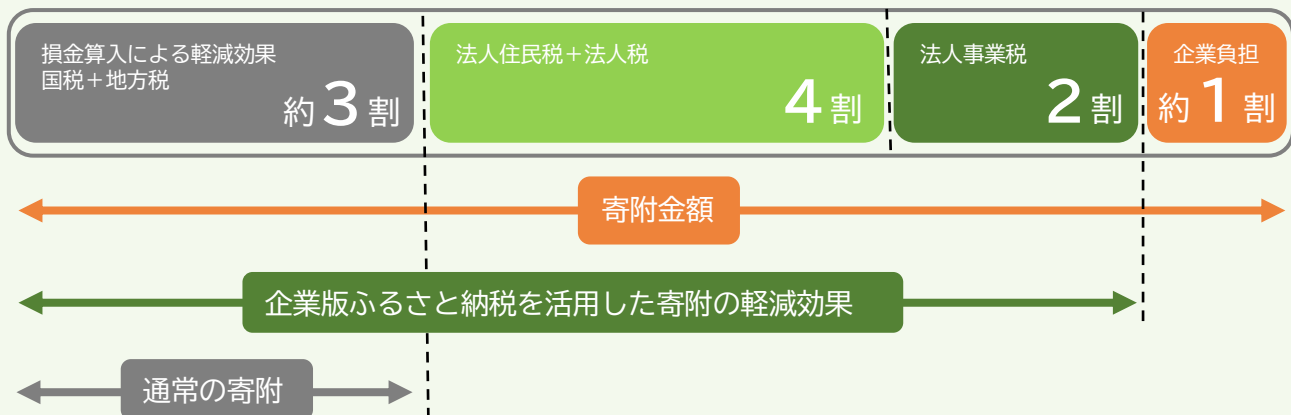 損金算入による軽減効果
国税＋地方税
約3割
法人住民税＋法人税
4割
法人事業税
2割
企業負担
約1割
寄附金額
企業版ふるさと納税を活用した寄附の軽減効果
通常の寄附